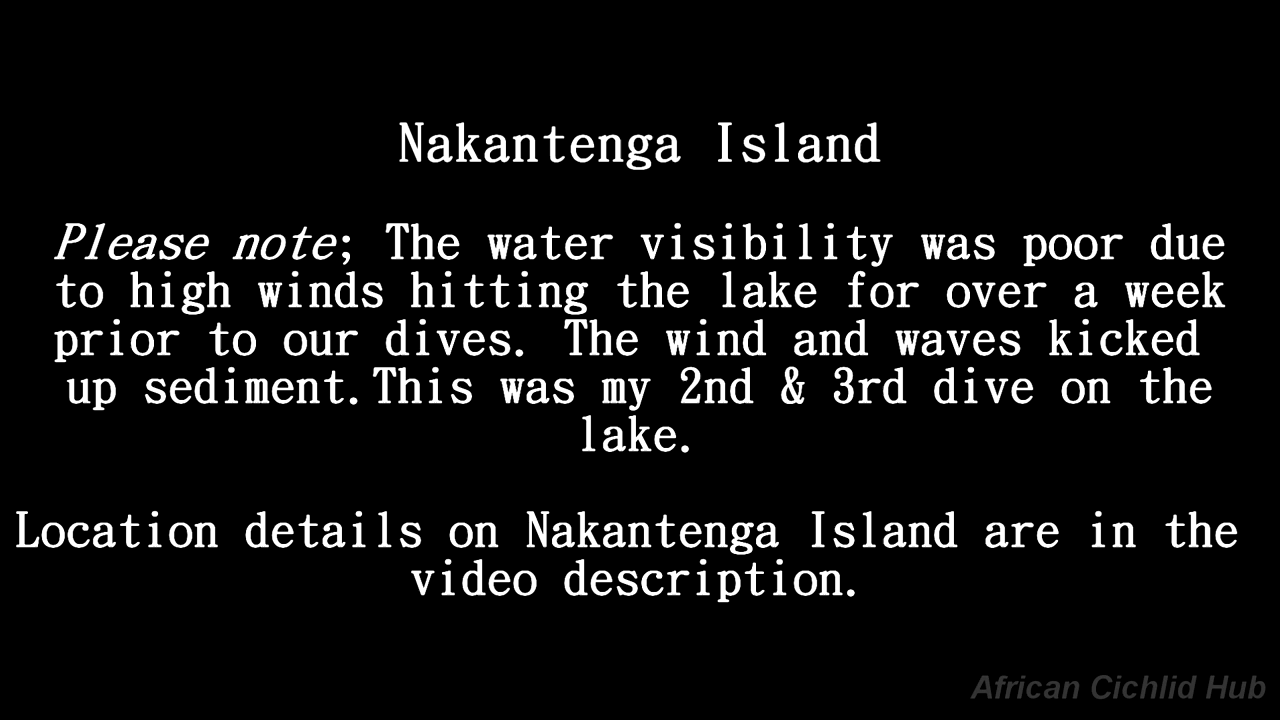 Nakantenga Island
Please note; The water visibility was poor due
to high winds hitting the lake for over a week
prior to our dives. The wind and waves kicked
up sediment.This was my 2nd & 3rd dive on the
lake.
Location details on Nakantenga Island are in the
video description.
African Cichlid Hub